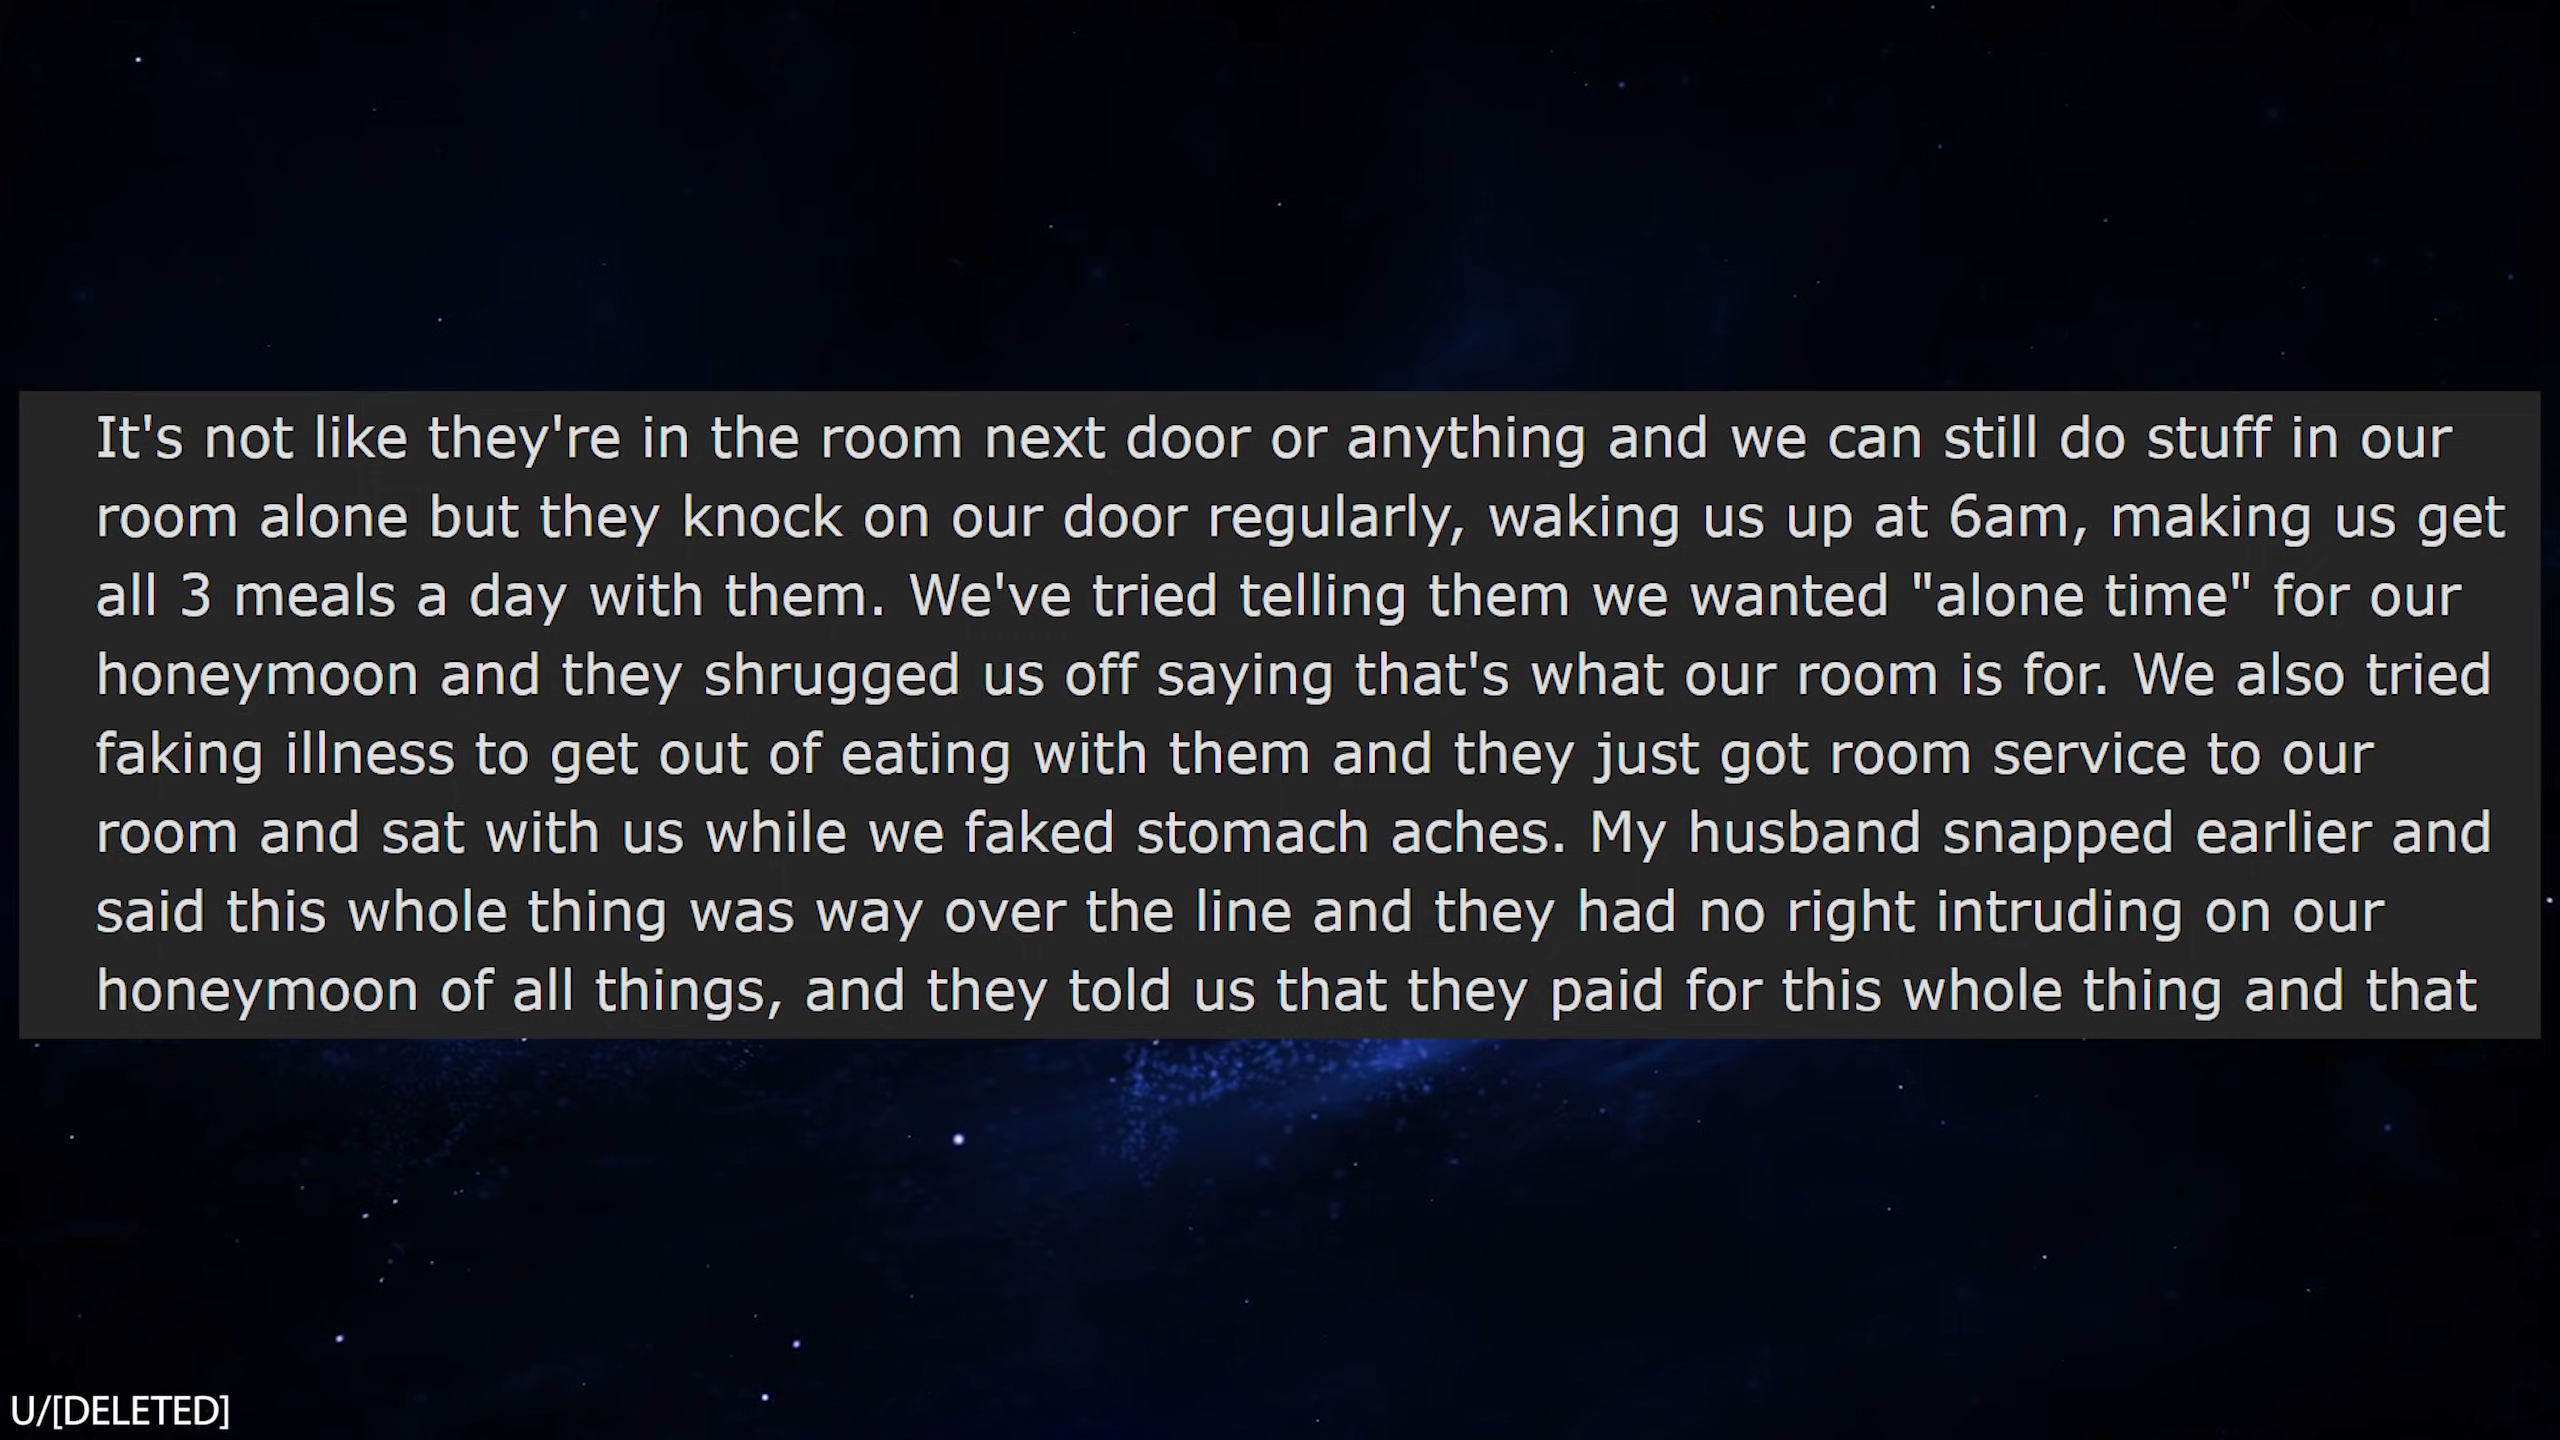 It's not like they're in the room next door or anything and we can still do stuff in our
room alone but they knock on our door regularly, waking us up at 6am, making us get
all 3 meals a day with them. We've tried telling them we wanted "alone time" for our
honeymoon and they shrugged us off saying that's what our room is for. We also tried
faking illness to get out of eating with them and they just got room service to our
room and sat with us while we faked stomach aches. My husband snapped earlier and
said this whole thing was way over the line and they had no right intruding on our
honeymoon of all things, and they told us that they paid for this whole thing and that
U/[DELETED]